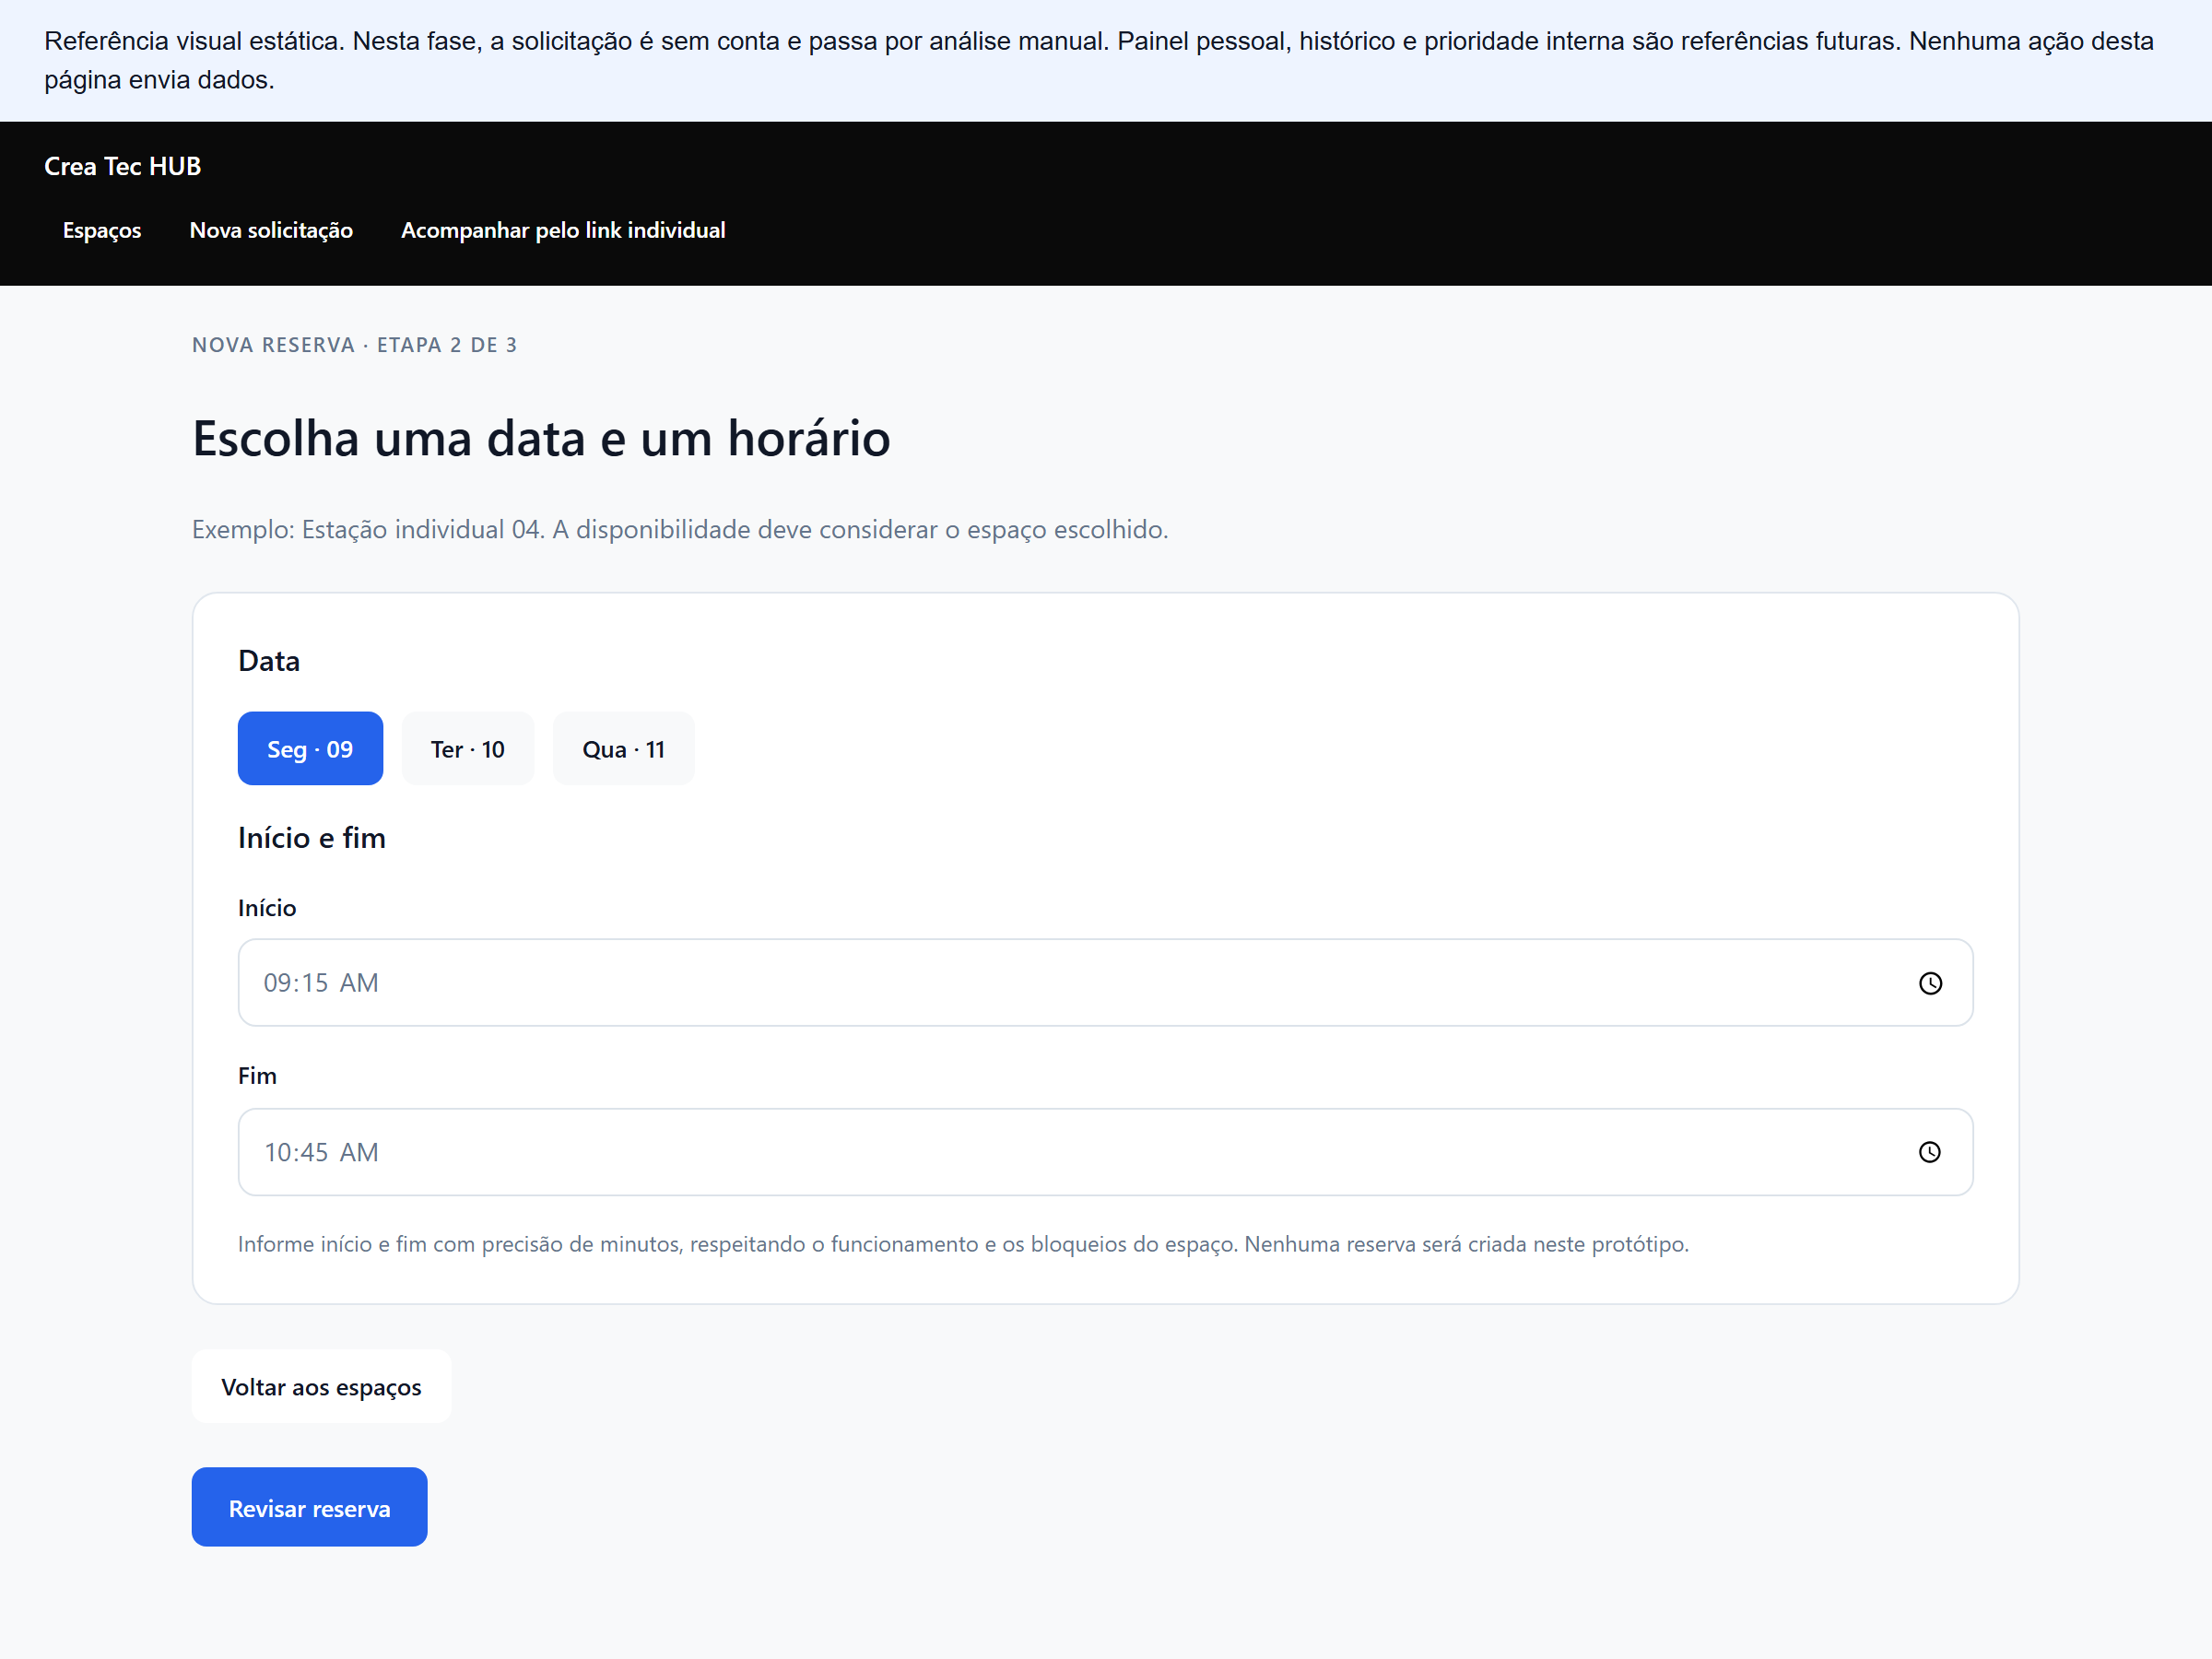 Referência visual estática. Nesta fase, a solicitação é sem conta e passa por análise manual. Painel pessoal, histórico e prioridade interna são referências futuras. Nenhuma ação desta
página envia dados.
Crea Tec HUB
Espaços Nova solicitação Acompanhar pelo link individual
NOVA RESERVA · ETAPA 2 DE 3
Escolha uma data e um horário
Exemplo: Estação individual 04. A disponibilidade deve considerar o espaço escolhido.
Data
Seg · 09 Ter · 10 Qua · 11
Início e fim
Início
09:15 AM
Fim
10:45 AM
Informe início e fim com precisão de minutos, respeitando o funcionamento e os bloqueios do espaço. Nenhuma reserva será criada neste protótipo.
Voltar aos espaços
Revisar reserva